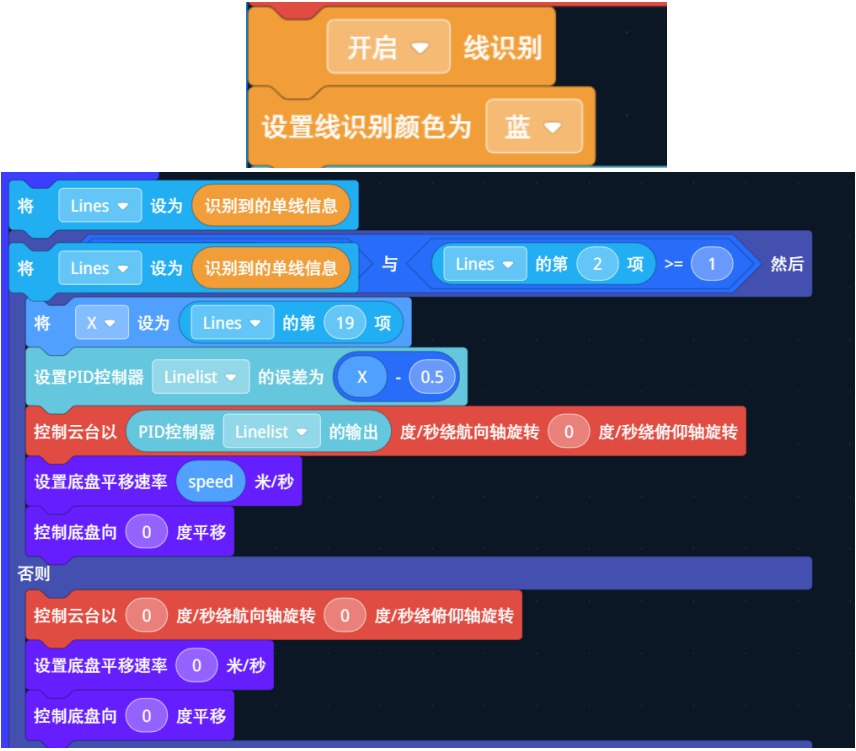 开启 线识别
设置线识别颜色为 蓝
将 Lines 设为 识别到的单线信息
将 Lines 设为 识别到的单线信息 与 Lines 的第 2 项 >= 1 然后
将 X 设为 Lines 的第 19 项
设置PID控制器 Linelist 的误差为 X - 0.5
控制云台以 PID控制器 Linelist 的输出 度/秒绕航向轴旋转 0 度/秒绕俯仰轴旋转
设置底盘平移速率 speed 米/秒
控制底盘向 0 度平移
否则
控制云台以 0 度/秒绕航向轴旋转 0 度/秒绕俯仰轴旋转
设置底盘平移速率 0 米/秒
控制底盘向 0 度平移